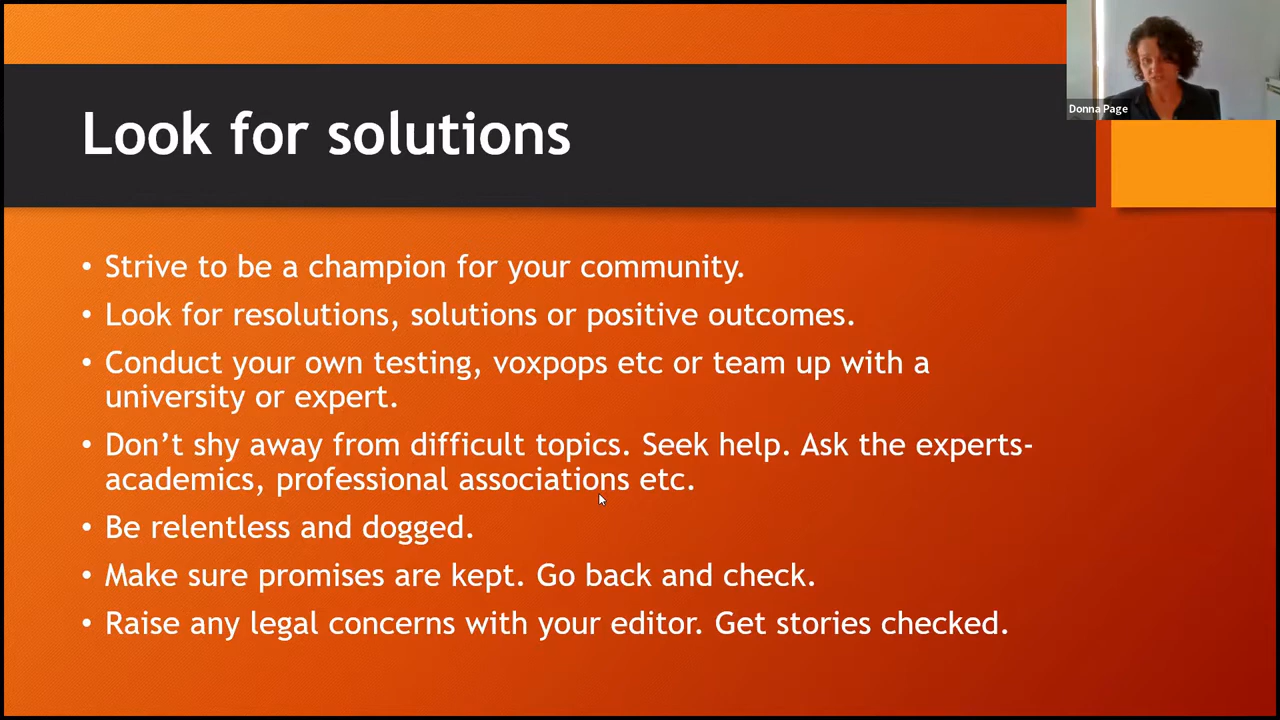 Donna Page
Look for solutions
• Strive to be a champion for your community.
• Look for resolutions, solutions or positive outcomes.
• Conduct your own testing, voxpops etc or team up with a
university or expert.
• Don’t shy away from difficult topics. Seek help. Ask the experts-
academics, professional associations etc.
• Be relentless and dogged.
• Make sure promises are kept. Go back and check.
• Raise any legal concerns with your editor. Get stories checked.